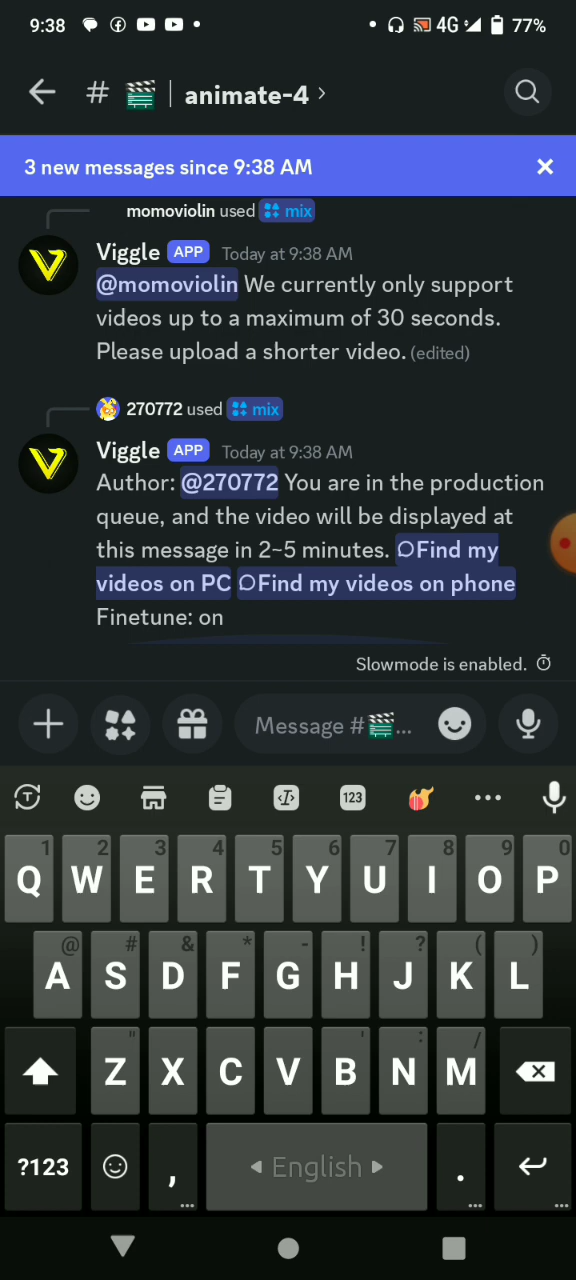 9:38 4G 77%
# | animate-4 >
3 new messages since 9:38 AM ×
momoviolin used mix
Viggle APP Today at 9:38 AM
@momoviolin We currently only support
videos up to a maximum of 30 seconds.
Please upload a shorter video. (edited)
270772 used mix
Viggle APP Today at 9:38 AM
Author: @270772 You are in the production
queue, and the video will be displayed at
this message in 2~5 minutes. Find my
videos on PC Find my videos on phone
Finetune: on
Slowmode is enabled.
Message #🎬...
T 123
1 2 3 4 5 6 7 8 9 0
Q W E R T Y U I O P
@ # & * - ! ? ( )
A S D F G H J K L
" ' : /
Z X C V B N M
?123 , English .